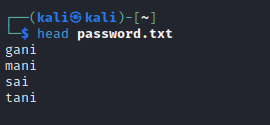 ┌──(kali㉿kali)-[~]
└─$ head password.txt
gani
mani
sai
tani